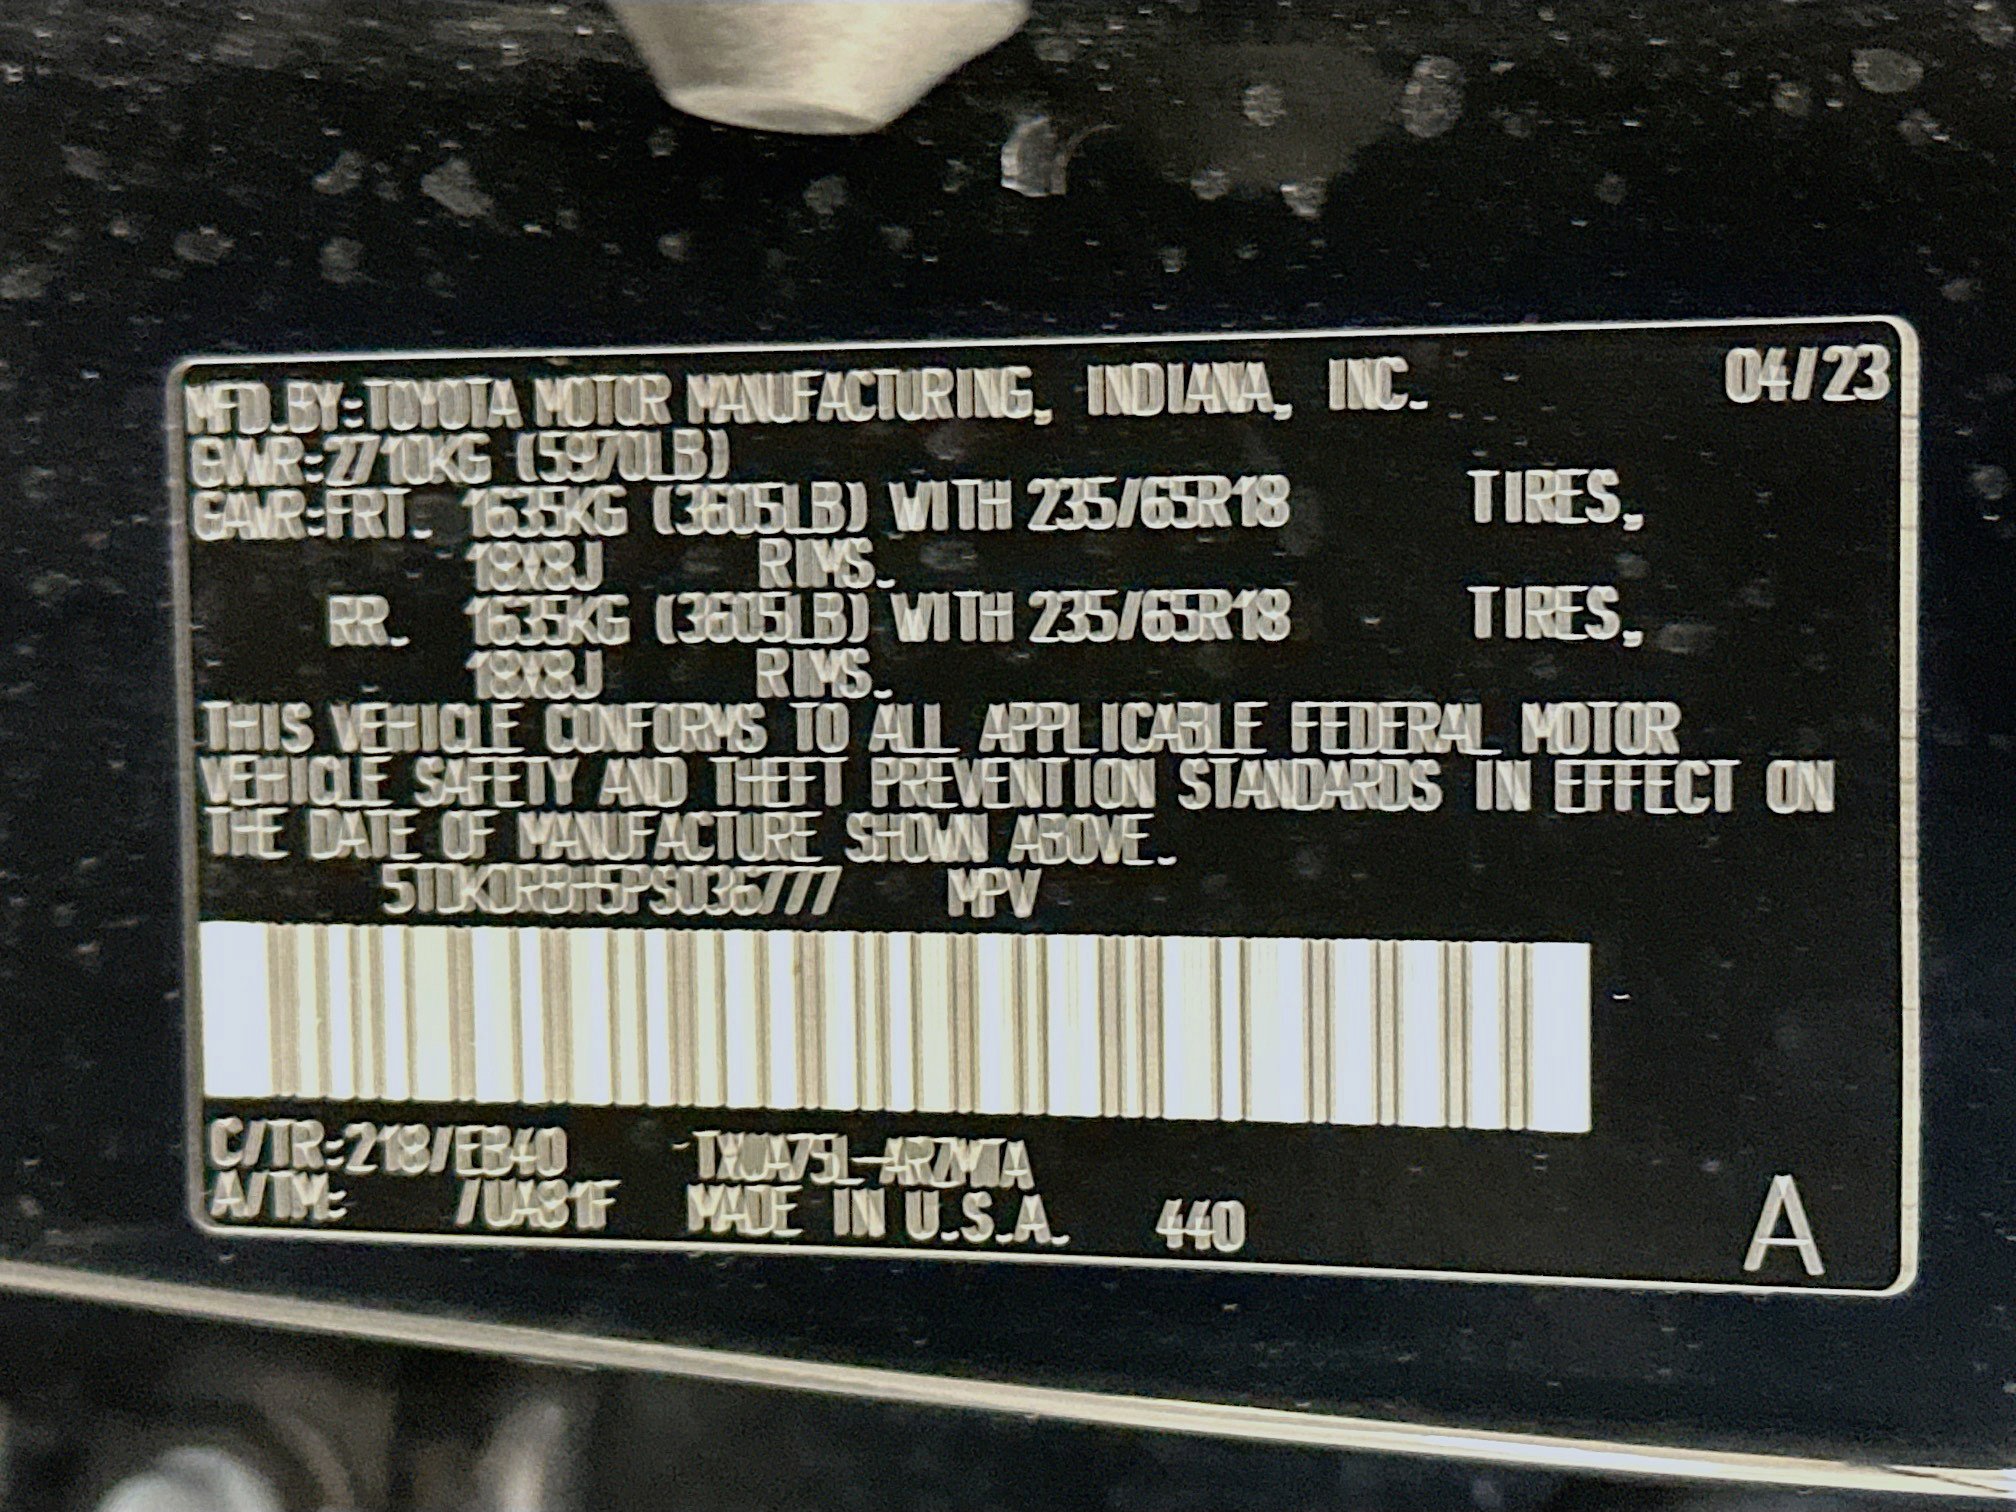 MFD.BY:TOYOTA MOTOR MANUFACTURING, INDIANA, INC. 04/23
GVWR:2710KG (5970LB)
GAWR:FRT. 1635KG (3605LB) WITH 235/65R18 TIRES,
18X8J RIMS.
RR. 1635KG (3605LB) WITH 235/65R18 TIRES,
18X8J RIMS.
THIS VEHICLE CONFORMS TO ALL APPLICABLE FEDERAL MOTOR
VEHICLE SAFETY AND THEFT PREVENTION STANDARDS IN EFFECT ON
THE DATE OF MANUFACTURE SHOWN ABOVE.
5TDKDRBH5PS036777 MPV
C/TR:218/EB40 TXUA75L-ARZMTA
A/TM: /UA81F MADE IN U.S.A. 440 A